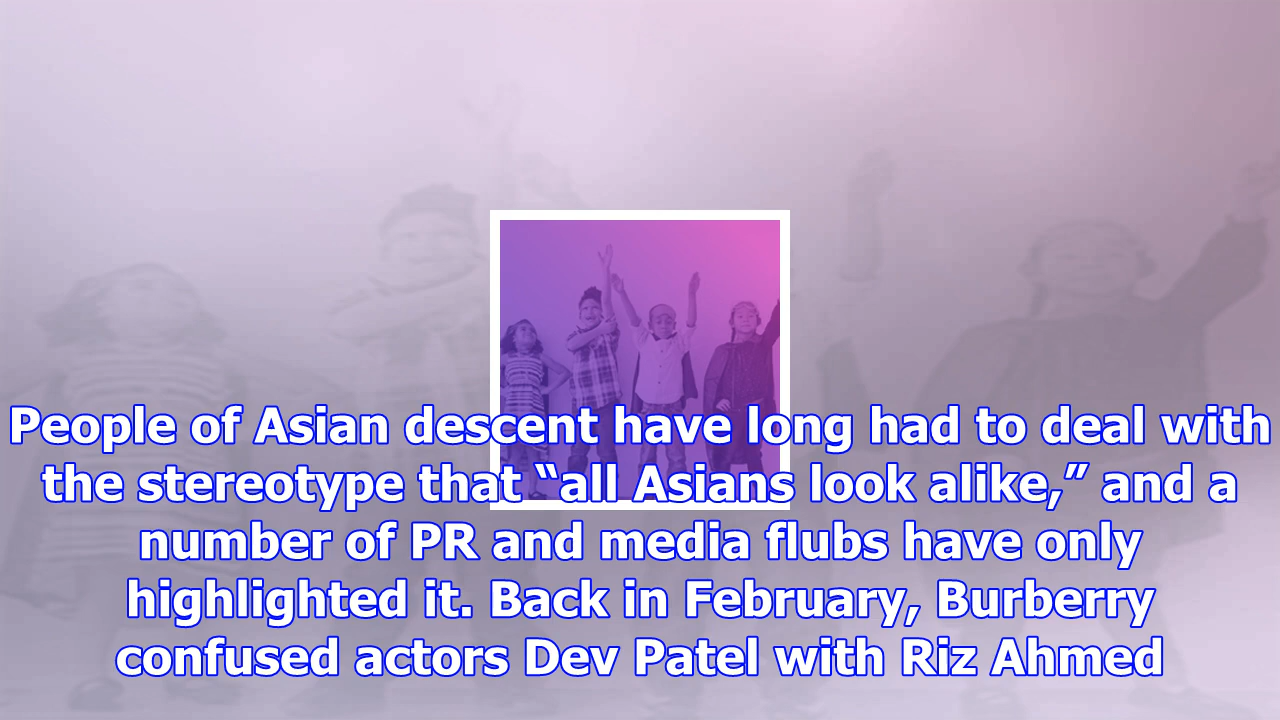 People of Asian descent have long had to deal with
the stereotype that “all Asians look alike,” and a
number of PR and media flubs have only
highlighted it. Back in February, Burberry
confused actors Dev Patel with Riz Ahmed